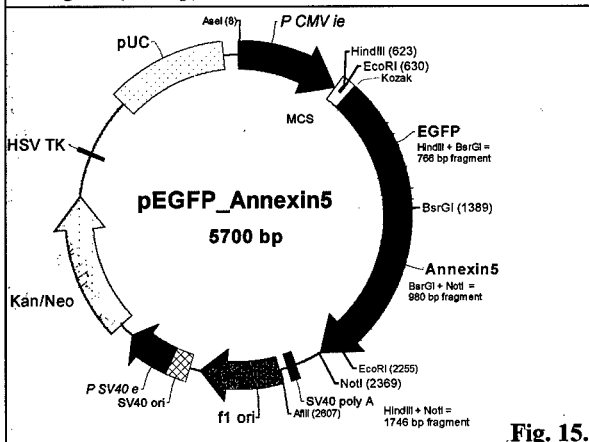 AseI (8)
P CMV ie
pUC
HindIII (623)
EcoRI (630)
Kozak
MCS
EGFP
HindIII + BsrGI =
766 bp fragment
HSV TK
pEGFP_Annexin5
5700 bp
BsrGI (1389)
Annexin5
BsrGI + NotI =
980 bp fragment
Kan/Neo
EcoRI (2255)
NotI (2369)
P SV40 e
SV40 ori
f1 ori
SV40 poly A
AflII (2607)
HindIII + NotI =
1746 bp fragment
Fig. 15.